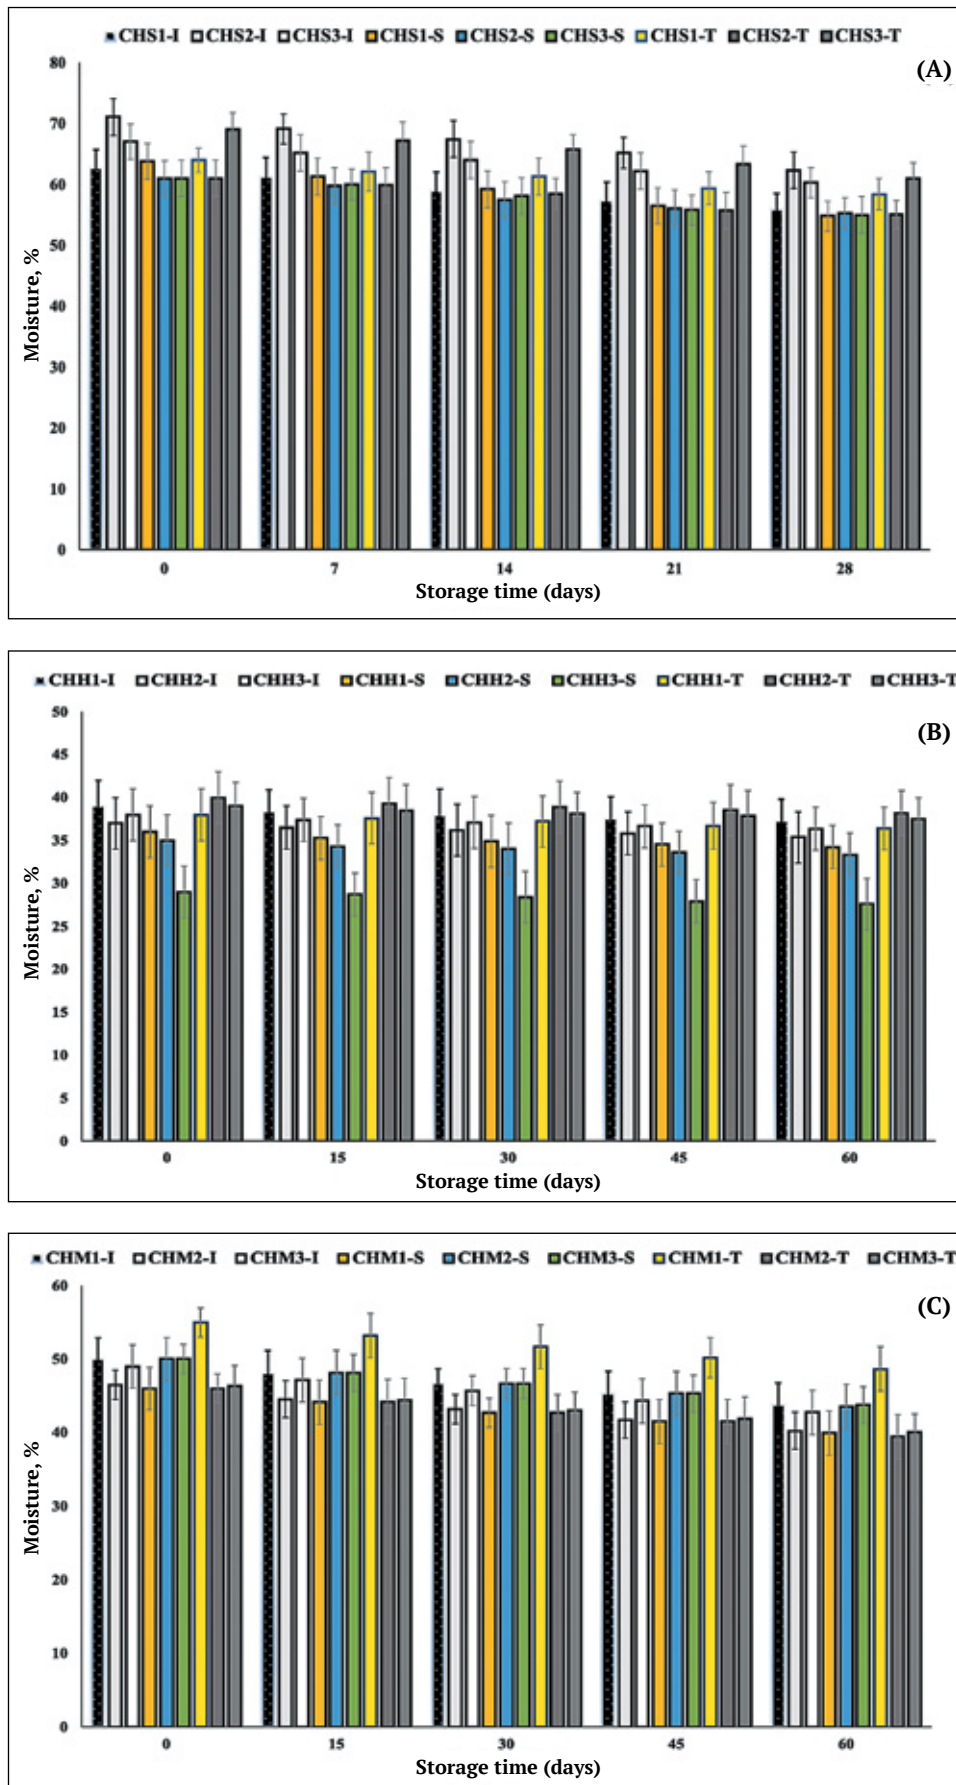 CHS1-I CHS2-I CHS3-I CHS1-S CHS2-S CHS3-S CHS1-T CHS2-T CHS3-T
(A)
80
70
60
50
40
30
20
10
0
Moisture, %
0 7 14 21 28
Storage time (days)
CHH1-I CHH2-I CHH3-I CHH1-S CHH2-S CHH3-S CHH1-T CHH2-T CHH3-T
(B)
50
45
40
35
30
25
20
15
10
5
0
Moisture, %
0 15 30 45 60
Storage time (days)
CHM1-I CHM2-I CHM3-I CHM1-S CHM2-S CHM3-S CHM1-T CHM2-T CHM3-T
(C)
60
50
40
30
20
10
0
Moisture, %
0 15 30 45 60
Storage time (days)